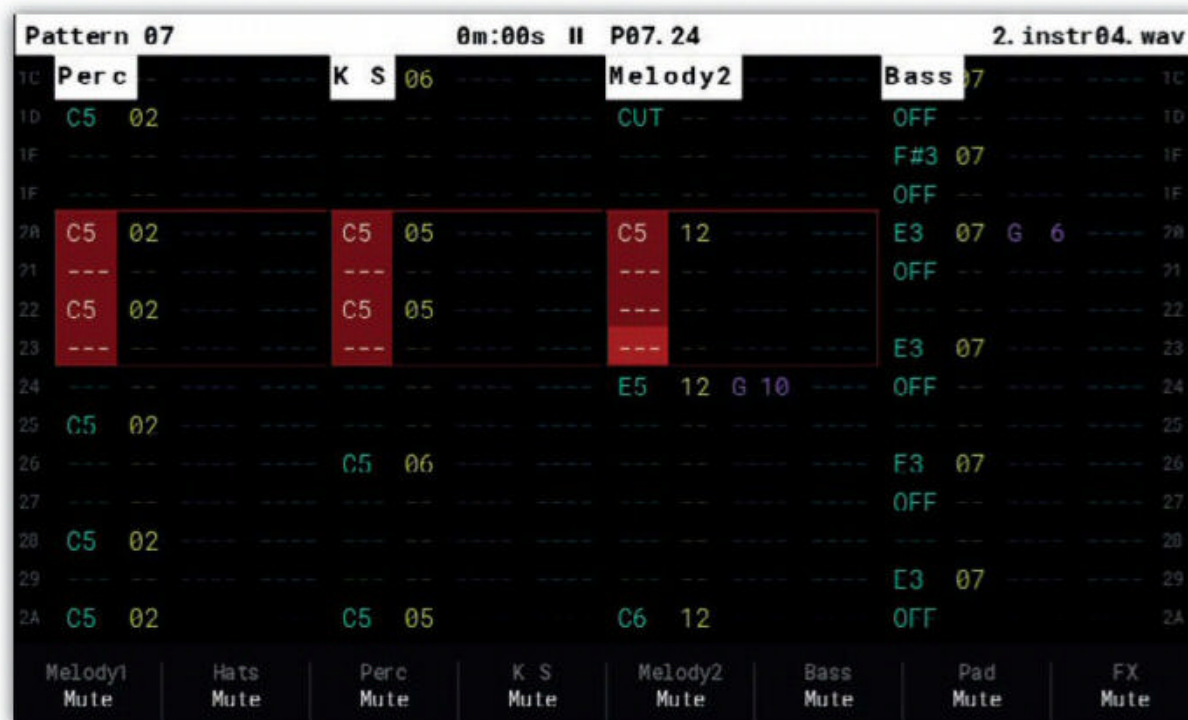 Pattern 07 0m:00s II P07.24 2.instr04.wav
Perc K S 06 Melody2 Bass 07
1C 1C
1D C5 02 CUT -- OFF -- 1D
--- -- --- -- --- -- F#3 07
--- -- --- -- --- -- OFF --
20 C5 02 C5 05 C5 12 E3 07 G 6 20
21 --- -- --- -- --- -- OFF -- 21
22 C5 02 C5 05 --- -- --- -- 22
23 --- -- --- -- --- -- E3 07 23
24 --- -- --- -- E5 12 G 10 OFF -- 24
25 C5 02 --- -- --- -- --- -- 25
26 --- -- C5 06 --- -- 07 26
27 --- -- --- -- --- -- OFF -- 27
28 C5 02 --- -- --- -- --- -- 28
29 --- -- --- -- --- -- E3 07 29
2A C5 02 C5 05 C6 12 OFF -- 2A
Melody1 Hats Perc K S Melody2 Bass Pad FX
Mute Mute Mute Mute Mute Mute Mute Mute